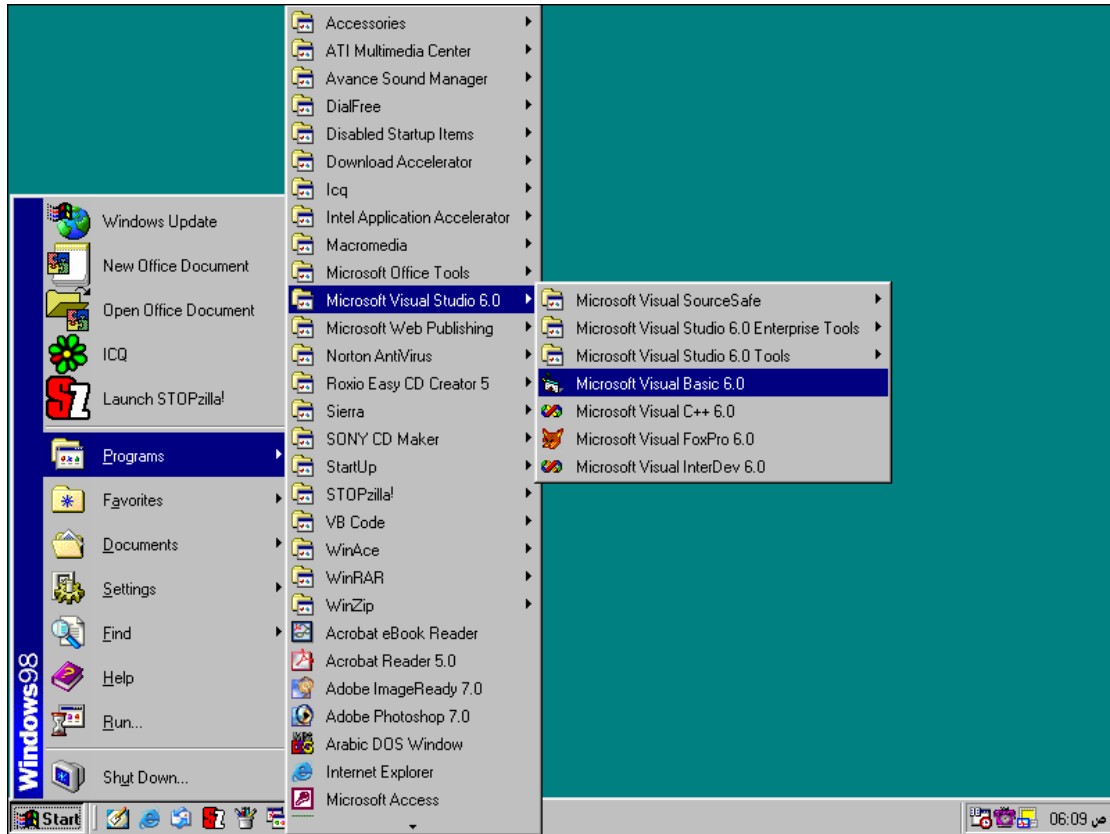 Accessories
ATI Multimedia Center
Avance Sound Manager
DialFree
Disabled Startup Items
Download Accelerator
Icq
Intel Application Accelerator
Macromedia
Microsoft Office Tools
Microsoft Visual Studio 6.0
Microsoft Web Publishing
Norton AntiVirus
Roxio Easy CD Creator 5
Sierra
SONY CD Maker
StartUp
STOPzilla!
VB Code
WinAce
WinRAR
WinZip
Acrobat eBook Reader
Acrobat Reader 5.0
Adobe ImageReady 7.0
Adobe Photoshop 7.0
Arabic DOS Window
Internet Explorer
Microsoft Access
Microsoft Visual SourceSafe
Microsoft Visual Studio 6.0 Enterprise Tools
Microsoft Visual Studio 6.0 Tools
Microsoft Visual Basic 6.0
Microsoft Visual C++ 6.0
Microsoft Visual FoxPro 6.0
Microsoft Visual InterDev 6.0
Windows Update
New Office Document
Open Office Document
ICQ
Launch STOPzilla!
Programs
Favorites
Documents
Settings
Find
Help
Run...
Shut Down...
Windows98
Start
06:09 ص